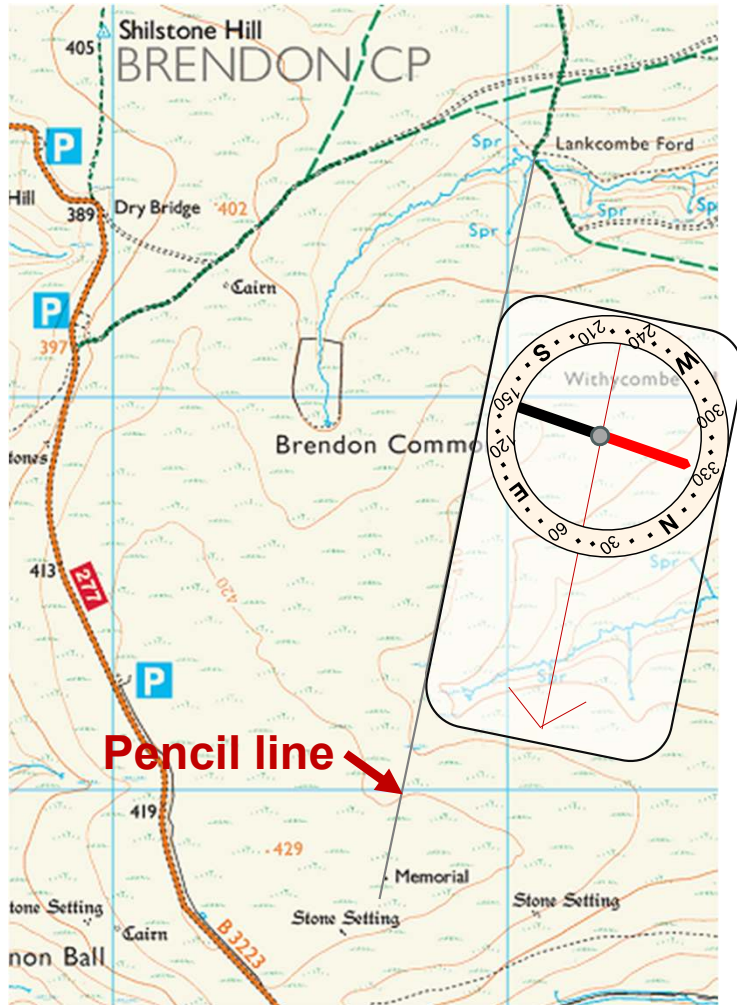 Shilstone Hill
405
BRENDON CP
P
Spr
Lankcombe Ford
Hill
389
Dry Bridge
402
Spr
Spr
Sp
Cairn
P
397
210
240
S
W
Withycombe
150
300
Brendon Commo
120
330
tones
E
N
60
30
413
277
420
Spr
P
Spr
Pencil line
419
429
Memorial
tone Setting
Stone Setting
Stone Setting
Cairn
B 3223
non Ball